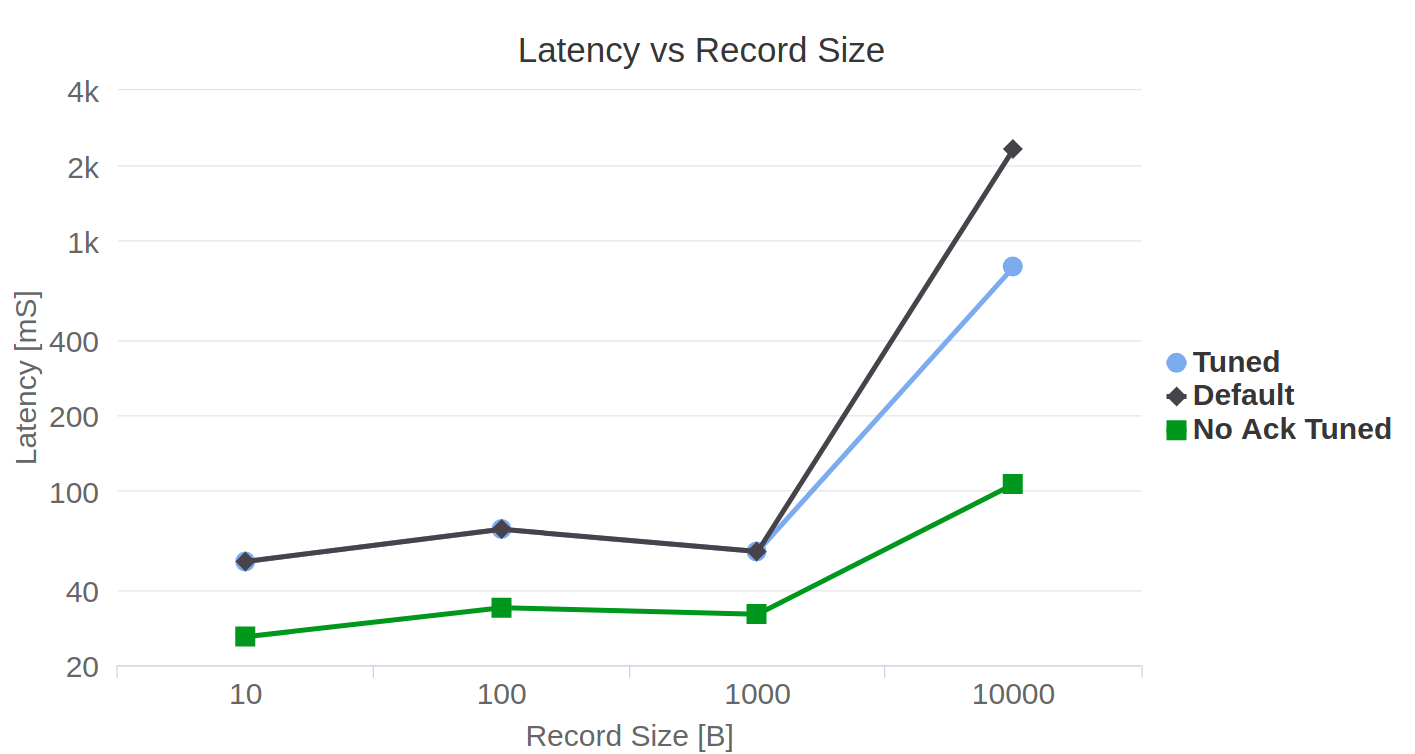 Latency vs Record Size
4k
2k
1k
400
200
100
40
20
Latency [mS]
10 100 1000 10000
Record Size [B]
Tuned
Default
No Ack Tuned